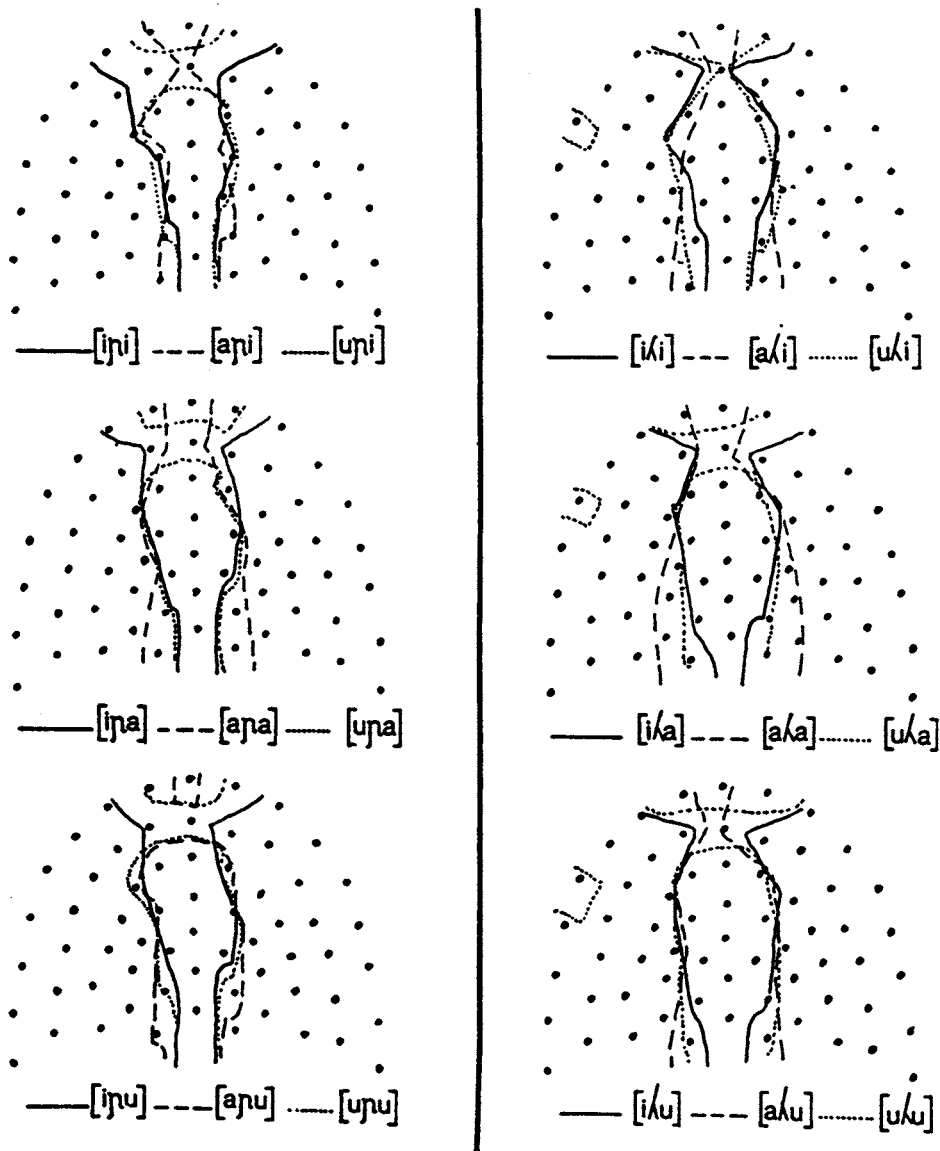 [iɲi] [aɲi] [uɲi]
[iʎi] [aʎi] [uʎi]
[iɲa] [aɲa] [uɲa]
[iʎa] [aʎa] [uʎa]
[iɲu] [aɲu] [uɲu]
[iʎu] [aʎu] [uʎu]